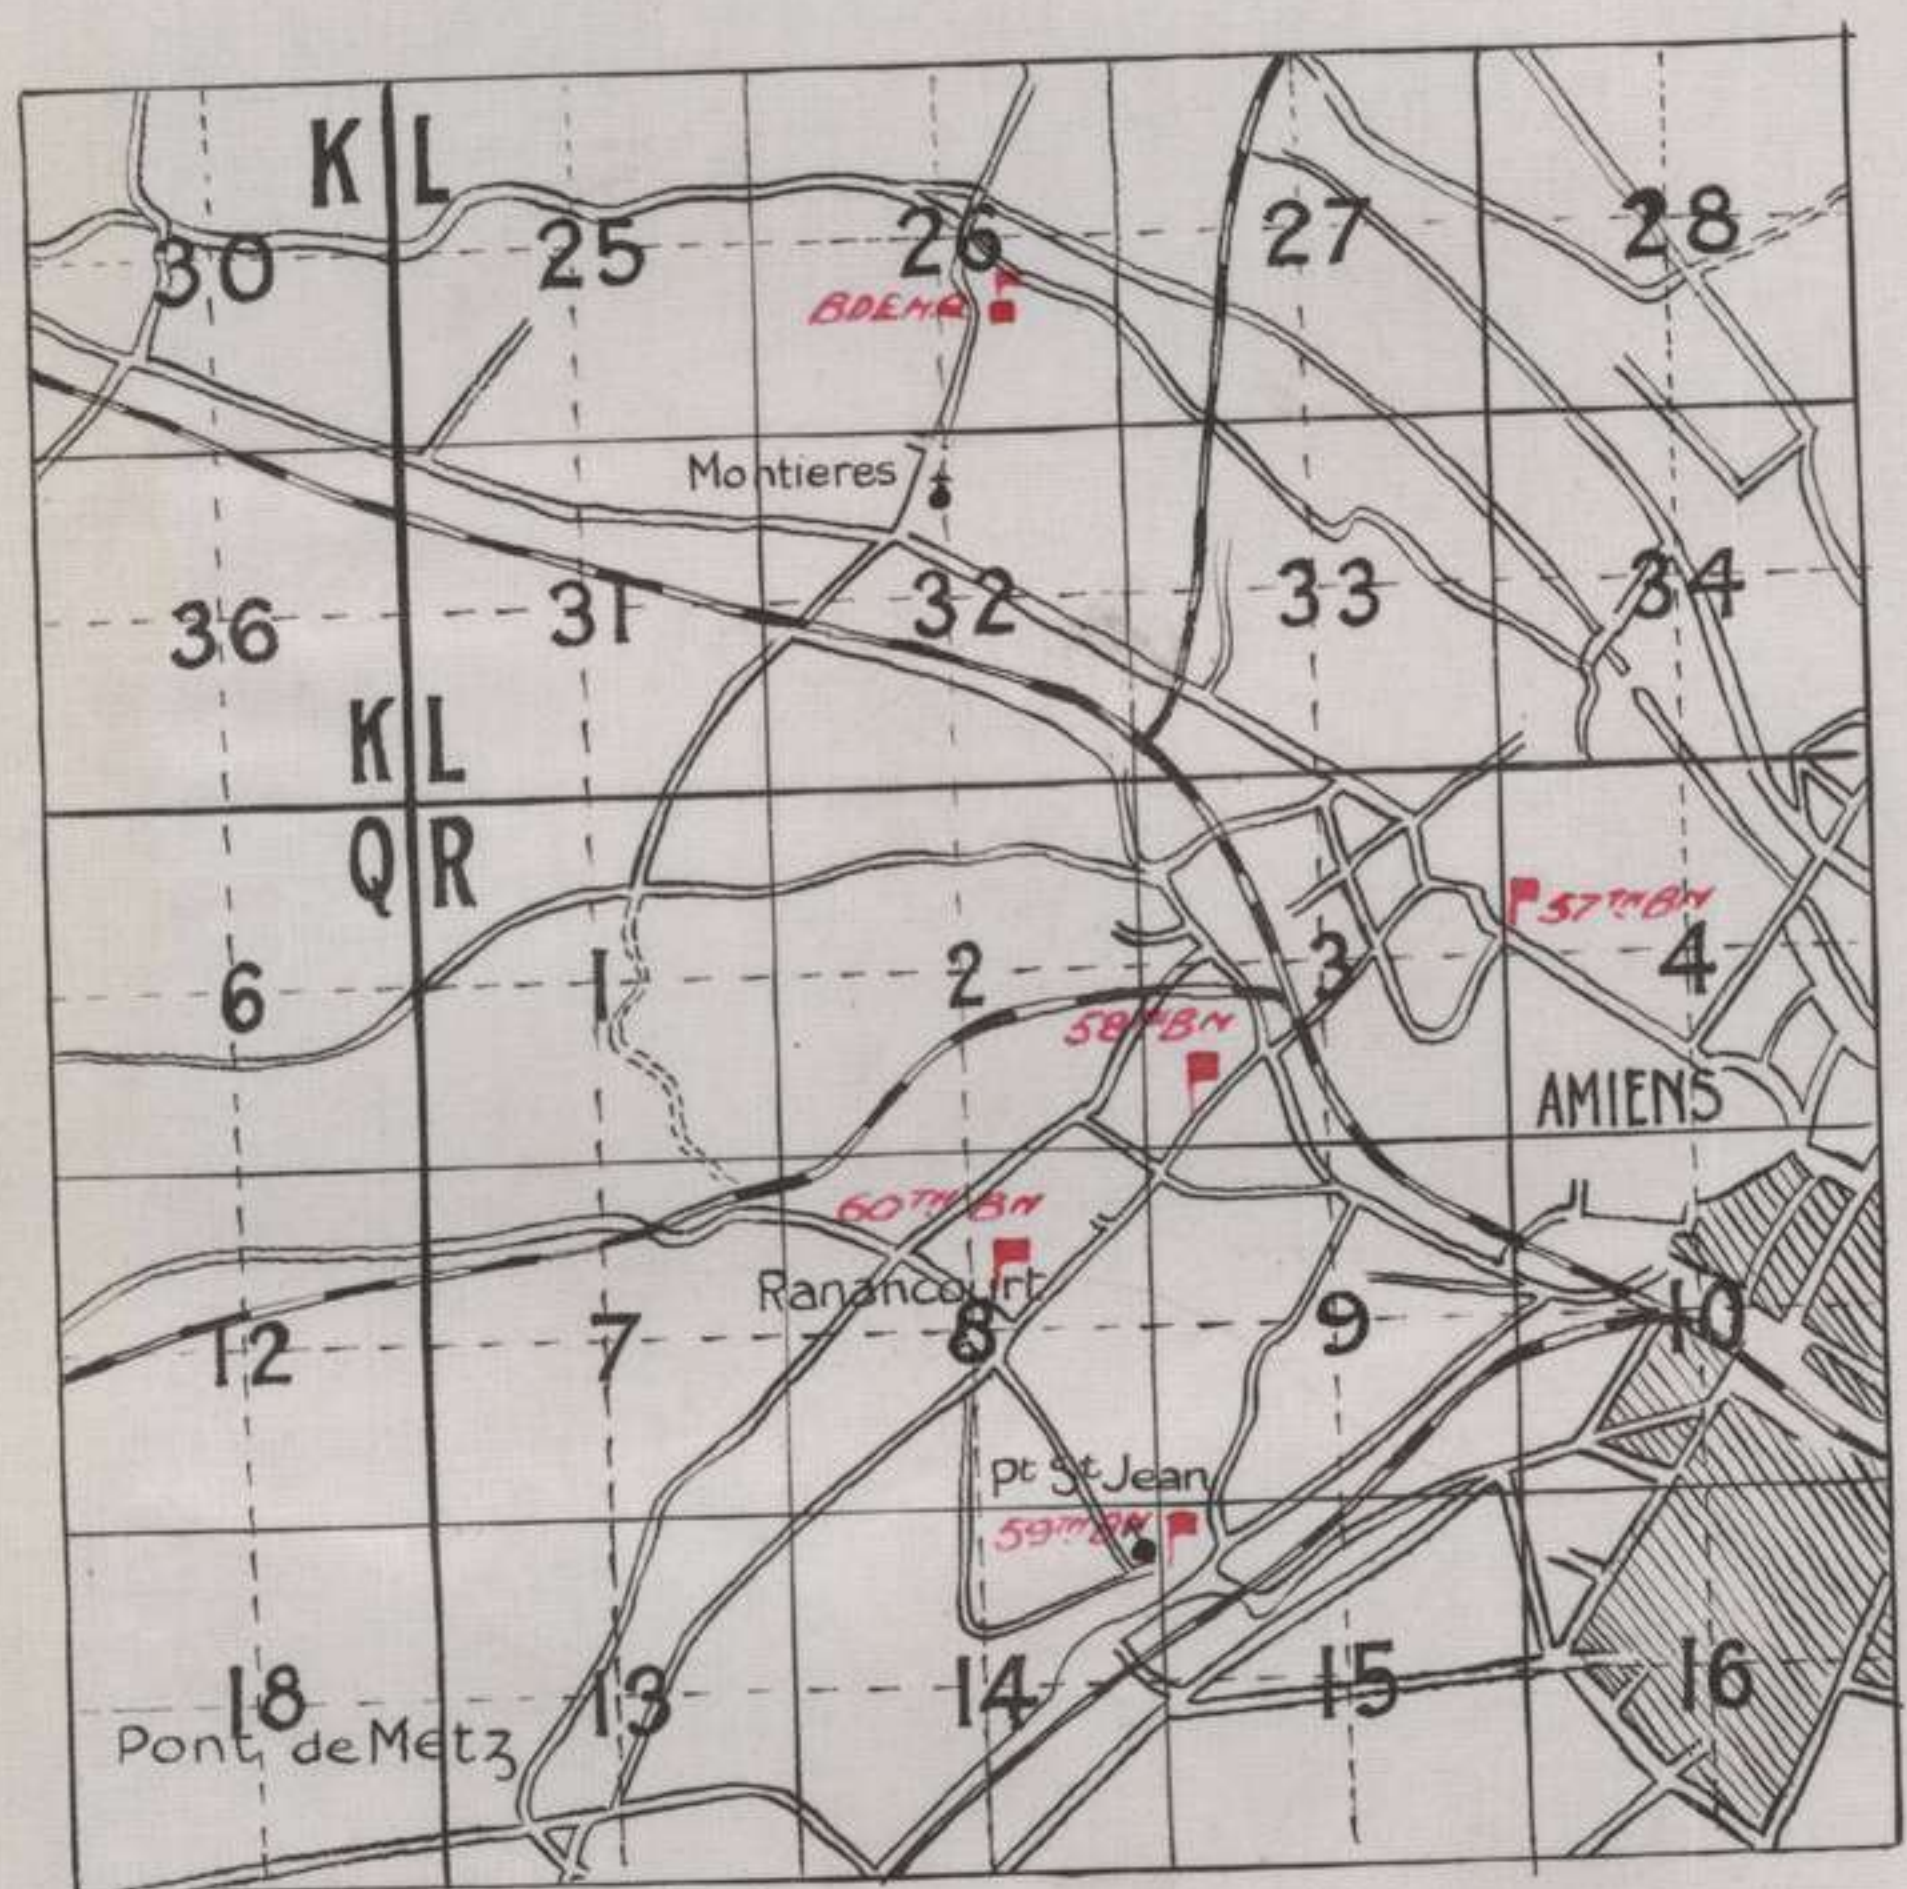 K L
30 25 26 27 28
BDE H.Q
Montieres
36 31 32 33 34
K L
Q R
57TH BN
6 1 2 3 4
58TH BN
AMIENS
60TH BN
Ranancourt
12 7 8 9 10
Pt St Jean
59TH BN
18 13 14 15 16
Pont de Metz